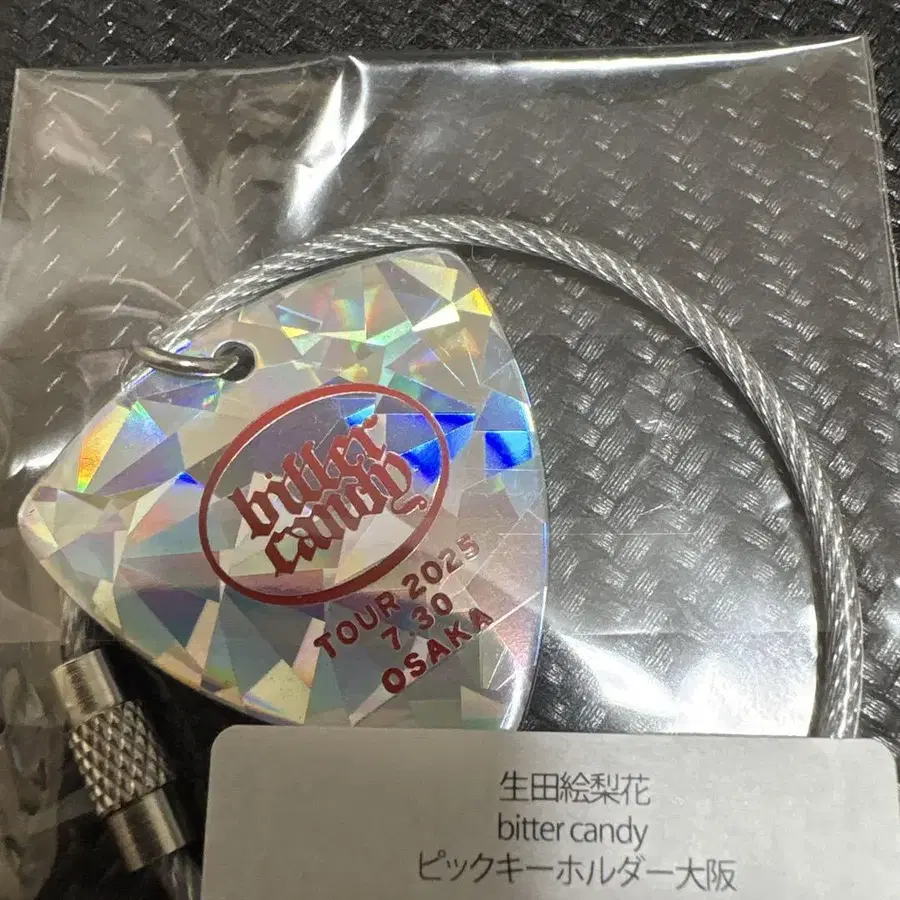 bitter
candy
TOUR 2025
7.30
OSAKA
生田絵梨花
bitter candy
ピックキーホルダー大阪